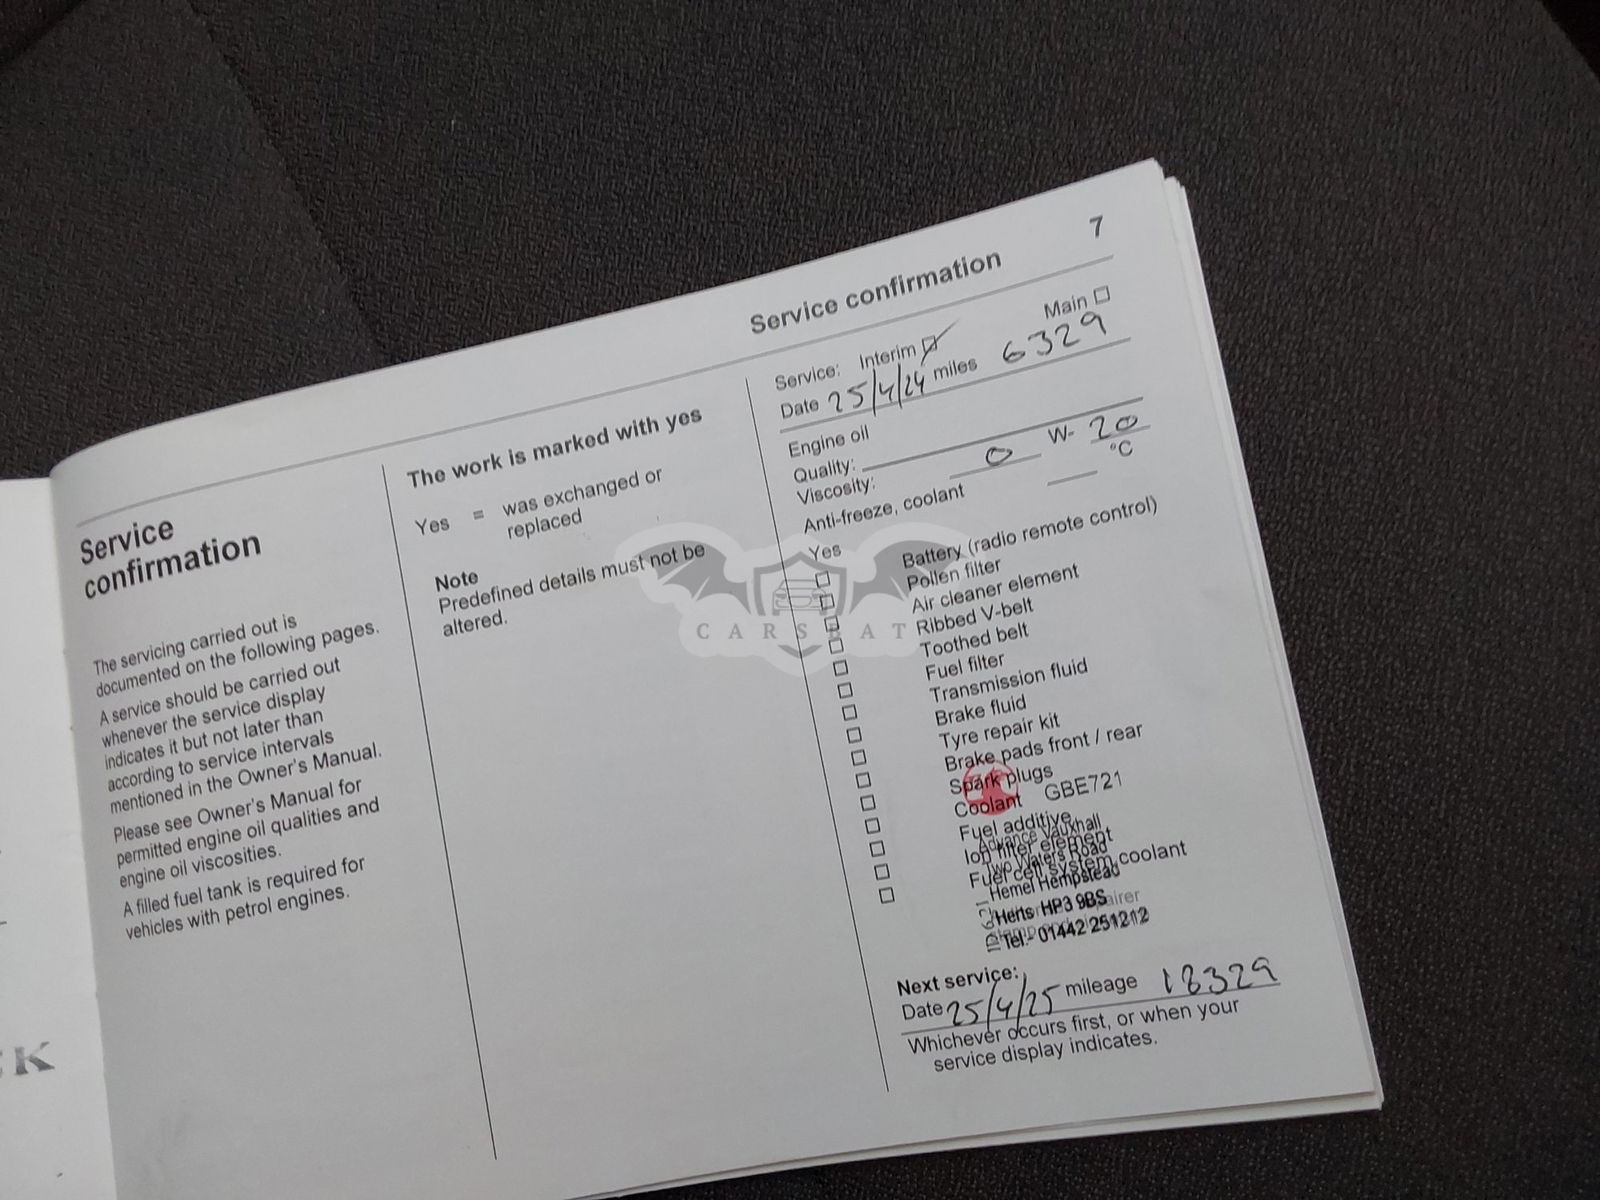 7
Service confirmation
Service
confirmation
The servicing carried out is
documented on the following pages.
A service should be carried out
whenever the service display
indicates it but not later than
according to service intervals
mentioned in the Owner's Manual.
Please see Owner's Manual for
permitted engine oil qualities and
engine oil viscosities.
A filled fuel tank is required for
vehicles with petrol engines.
The work is marked with yes
Yes = was exchanged or
replaced
Note
Predefined details must not be
altered.
Service: Interim Main
Date 25/4/24 miles 6329
Engine oil
Quality:
Viscosity: 0 W- 20
Anti-freeze, coolant °C
Yes
Battery (radio remote control)
Pollen filter
Air cleaner element
Ribbed V-belt
Toothed belt
Fuel filter
Transmission fluid
Brake fluid
Tyre repair kit
Brake pads front / rear
Spark plugs
Coolant GBE721
Fuel additive
Advance Vauxhall
Ion filter element
Two Waters Road
Fuel cell system coolant
Hemel Hempstead
Herts HP3 9BS
Tel:- 01442 251212
Next service:
Date 25/4/25 mileage 18329
Whichever occurs first, or when your
service display indicates.
CARSBAT